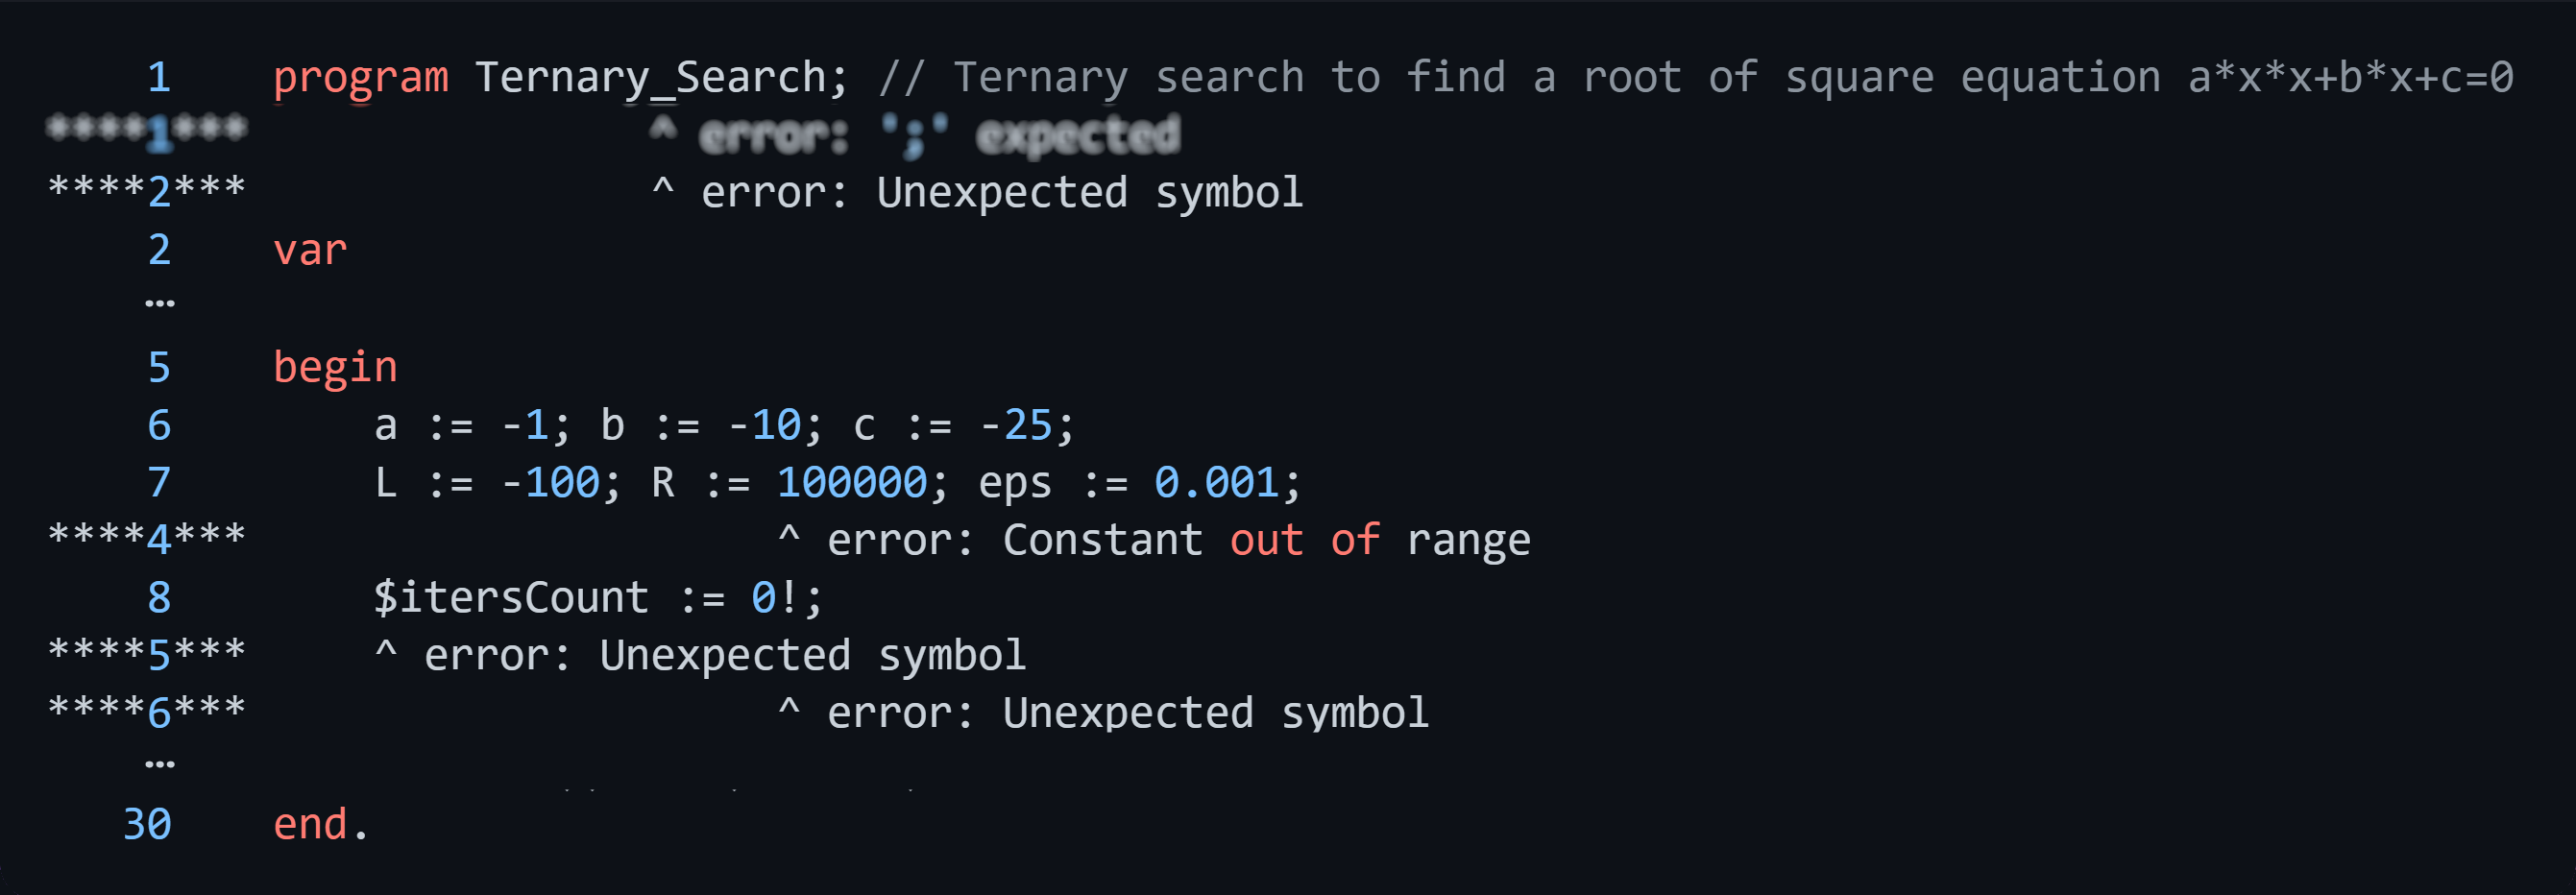 1 program Ternary_Search; // Ternary search to find a root of square equation a*x*x+b*x+c=0
****1*** ^ error: ';' expected
****2*** ^ error: Unexpected symbol
2 var
...
5 begin
6 a := -1; b := -10; c := -25;
7 L := -100; R := 100000; eps := 0.001;
****4*** ^ error: Constant out of range
8 $itersCount := 0!;
****5*** ^ error: Unexpected symbol
****6*** ^ error: Unexpected symbol
...
30 end.